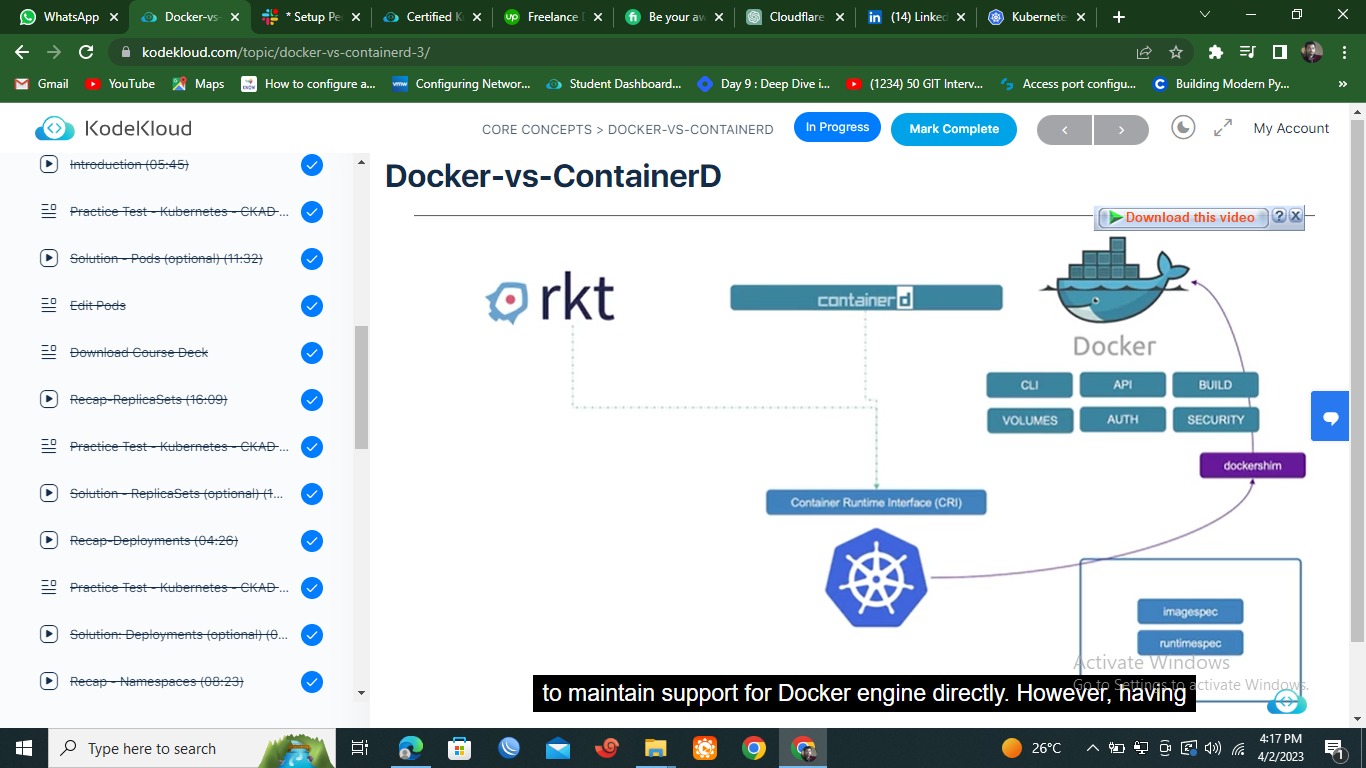 WhatsApp
Docker-vs-
* Setup Pe
Certified K
Freelance
Be your aw
Cloudflare
(14) Linked
Kubernete
kodekloud.com/topic/docker-vs-containerd-3/
Gmail
YouTube
Maps
How to configure a...
Configuring Networ...
Student Dashboard...
Day 9 : Deep Dive i...
(1234) 50 GIT Interv...
Access port configu...
Building Modern Py...
KodeKloud
CORE CONCEPTS > DOCKER-VS-CONTAINERD
In Progress
Mark Complete
My Account
Introduction (05:45)
Practice Test - Kubernetes - CKAD ...
Solution - Pods (optional) (11:32)
Edit Pods
Download Course Deck
Recap-ReplicaSets (16:09)
Practice Test - Kubernetes - CKAD ...
Solution - ReplicaSets (optional) (1...
Recap-Deployments (04:26)
Practice Test - Kubernetes - CKAD ...
Solution: Deployments (optional) (0...
Recap - Namespaces (08:23)
Docker-vs-ContainerD
Download this video
rkt
containerd
Docker
CLI
API
BUILD
VOLUMES
AUTH
SECURITY
dockershim
Container Runtime Interface (CRI)
imagespec
runtimespec
Activate Windows
Go to Settings to activate Windows.
to maintain support for Docker engine directly. However, having
Type here to search
26°C
4:17 PM
4/2/2023
1